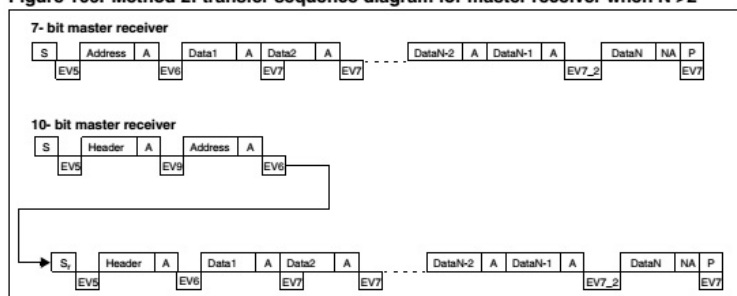 Figure 163. Method 2: transfer sequence diagram for master receiver when N >2
7- bit master receiver
S Address A Data1 A Data2 A DataN-2 A DataN-1 A DataN NA P
EV5 EV6 EV7 EV7 EV7_2 EV7
10- bit master receiver
S Header A Address A
EV5 EV9 EV6
Sr Header A Data1 A Data2 A DataN-2 A DataN-1 A DataN NA P
EV5 EV6 EV7 EV7 EV7_2 EV7